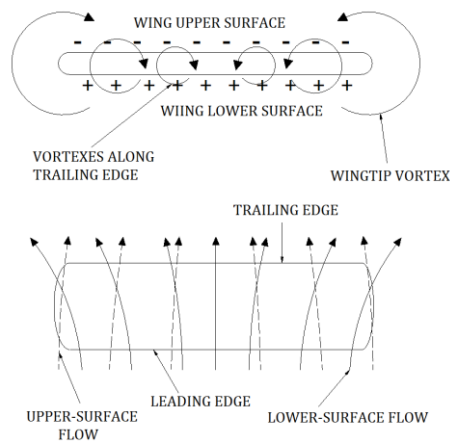 WING UPPER SURFACE
- - - - - - - - -
+ + + + + + + + +
WIING LOWER SURFACE
VORTEXES ALONG
TRAILING EDGE
WINGTIP VORTEX
TRAILING EDGE
LEADING EDGE
UPPER-SURFACE
FLOW
LOWER-SURFACE FLOW